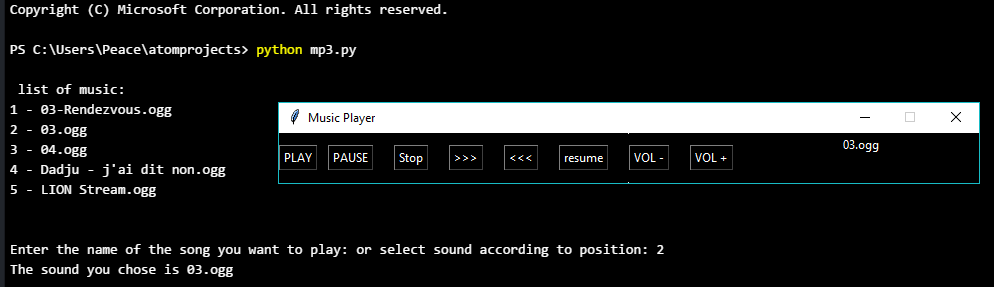 Copyright (C) Microsoft Corporation. All rights reserved.
PS C:\Users\Peace\atomprojects> python mp3.py
list of music:
1 - 03-Rendezvous.ogg
2 - 03.ogg
3 - 04.ogg
4 - Dadju - j'ai dit non.ogg
5 - LION Stream.ogg
Music Player
PLAY PAUSE Stop >>> <<< resume VOL - VOL + 03.ogg
Enter the name of the song you want to play: or select sound according to position: 2
The sound you chose is 03.ogg